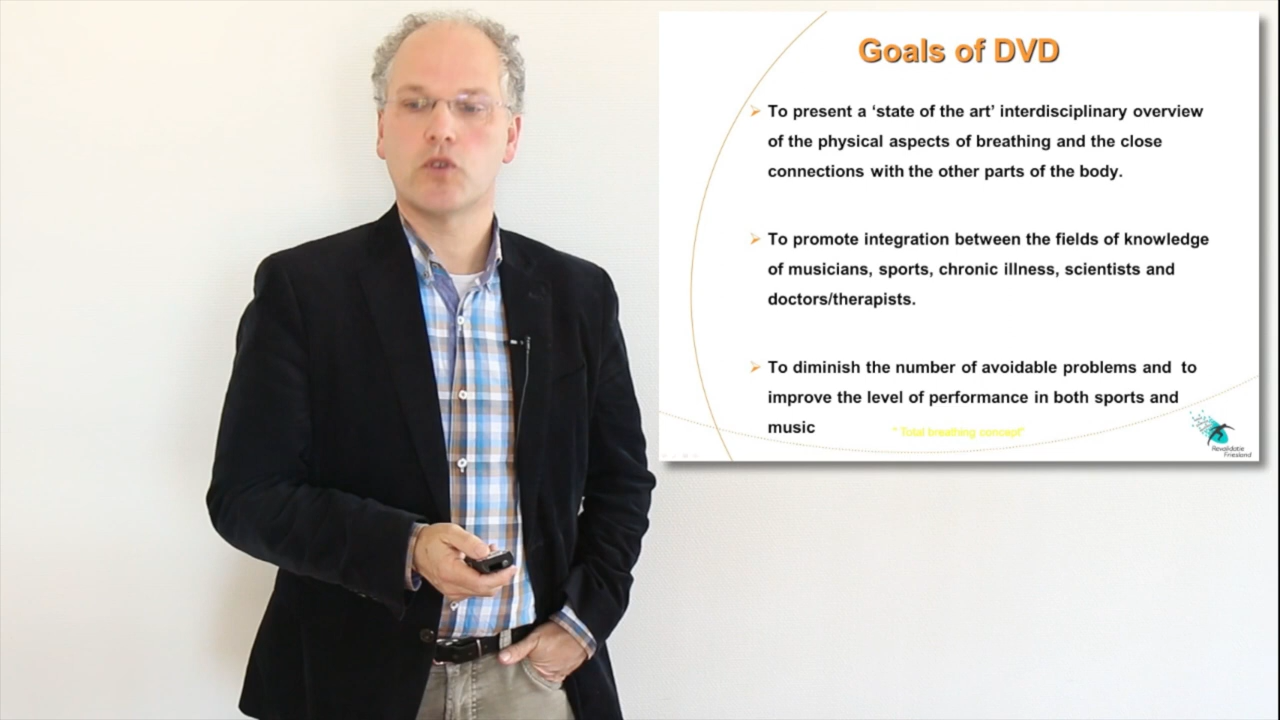 Goals of DVD
To present a ‘state of the art’ interdisciplinary overview
of the physical aspects of breathing and the close
connections with the other parts of the body.
To promote integration between the fields of knowledge
of musicians, sports, chronic illness, scientists and
doctors/therapists.
To diminish the number of avoidable problems and  to
improve the level of performance in both sports and
music
" Total breathing concept"
Revalidatie
Friesland